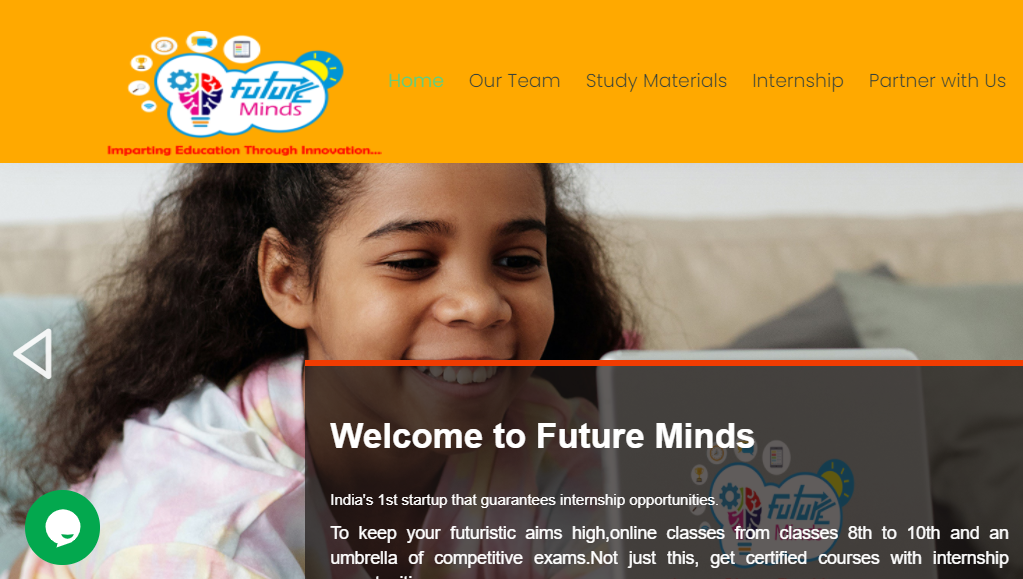 Future
Minds
Imparting Education Through Innovation...
Home Our Team Study Materials Internship Partner with Us
Welcome to Future Minds
India's 1st startup that guarantees internship opportunities.
To keep your futuristic aims high,online classes from classes 8th to 10th and an
umbrella of competitive exams.Not just this, get certified courses with internship
Future
Minds